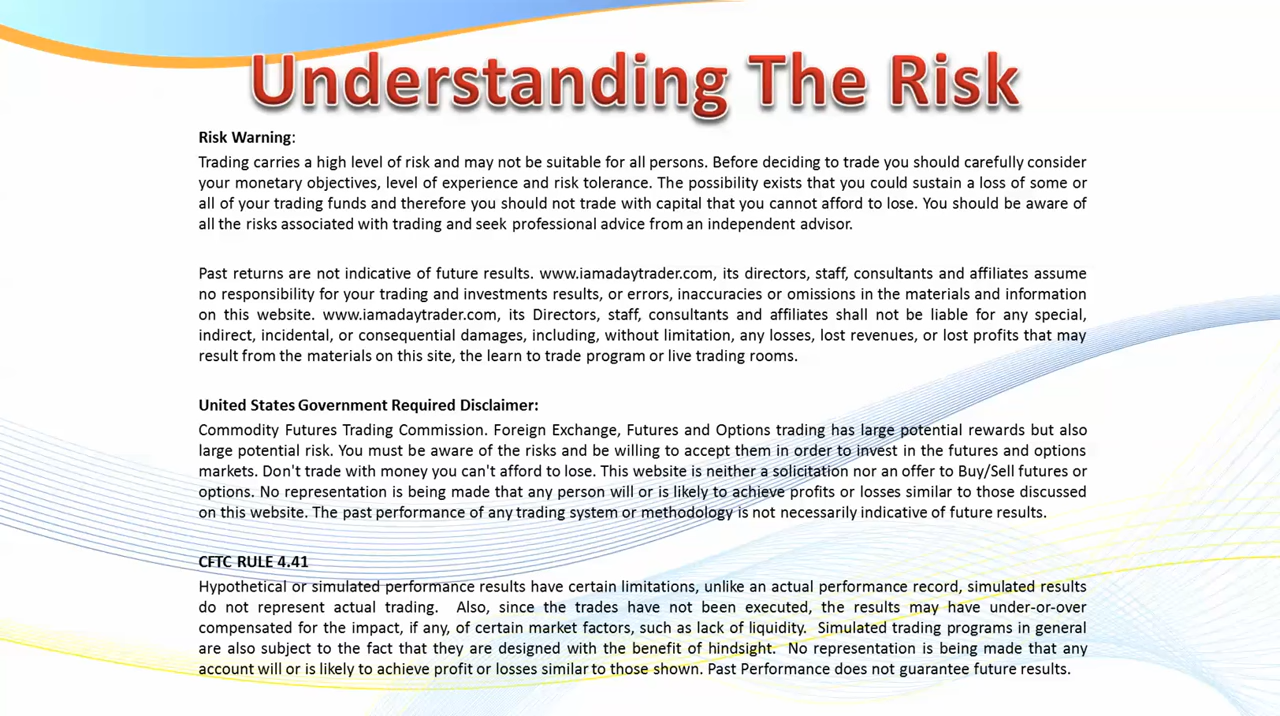 Understanding The Risk
Risk Warning:
Trading carries a high level of risk and may not be suitable for all persons. Before deciding to trade you should carefully consider
your monetary objectives, level of experience and risk tolerance. The possibility exists that you could sustain a loss of some or
all of your trading funds and therefore you should not trade with capital that you cannot afford to lose. You should be aware of
all the risks associated with trading and seek professional advice from an independent advisor.
Past returns are not indicative of future results. www.iamadaytrader.com, its directors, staff, consultants and affiliates assume
no responsibility for your trading and investments results, or errors, inaccuracies or omissions in the materials and information
on this website. www.iamadaytrader.com, its Directors, staff, consultants and affiliates shall not be liable for any special,
indirect, incidental, or consequential damages, including, without limitation, any losses, lost revenues, or lost profits that may
result from the materials on this site, the learn to trade program or live trading rooms.
United States Government Required Disclaimer:
Commodity Futures Trading Commission. Foreign Exchange, Futures and Options trading has large potential rewards but also
large potential risk. You must be aware of the risks and be willing to accept them in order to invest in the futures and options
markets. Don't trade with money you can't afford to lose. This website is neither a solicitation nor an offer to Buy/Sell futures or
options. No representation is being made that any person will or is likely to achieve profits or losses similar to those discussed
on this website. The past performance of any trading system or methodology is not necessarily indicative of future results.
CFTC RULE 4.41
Hypothetical or simulated performance results have certain limitations, unlike an actual performance record, simulated results
do not represent actual trading. Also, since the trades have not been executed, the results may have under-or-over
compensated for the impact, if any, of certain market factors, such as lack of liquidity. Simulated trading programs in general
are also subject to the fact that they are designed with the benefit of hindsight. No representation is being made that any
account will or is likely to achieve profit or losses similar to those shown. Past Performance does not guarantee future results.